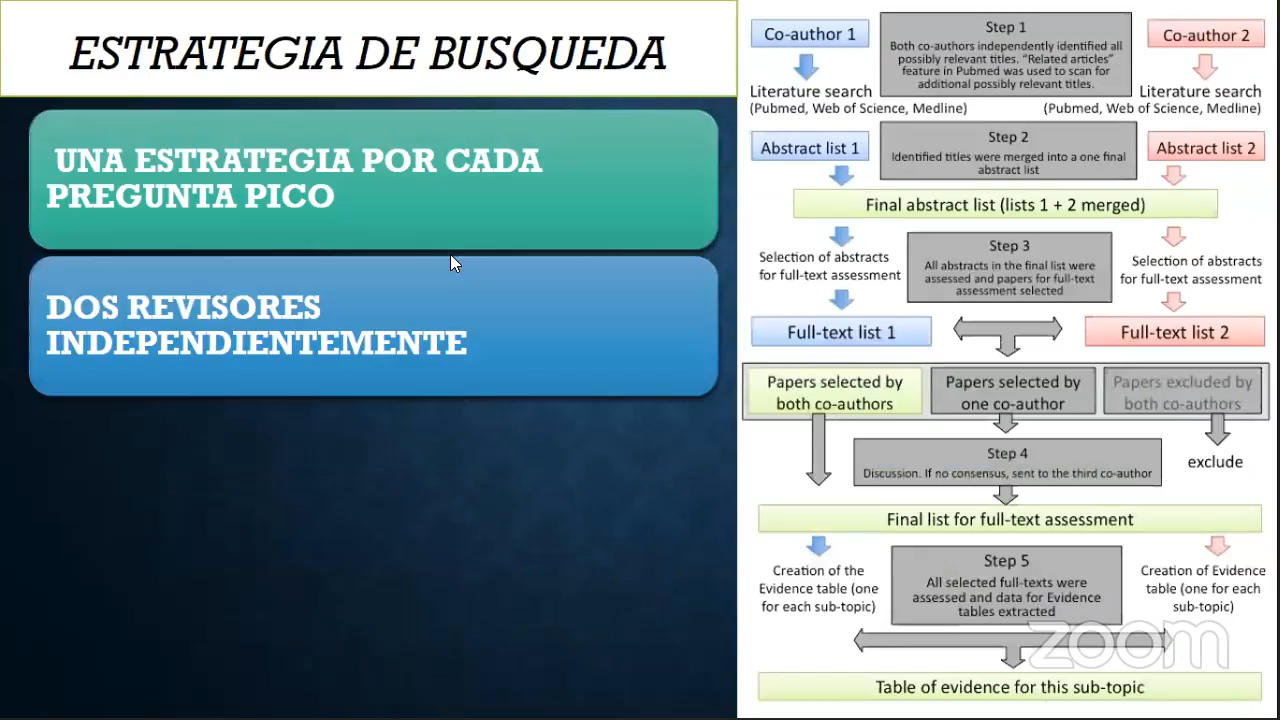 ESTRATEGIA DE BUSQUEDA
UNA ESTRATEGIA POR CADA
PREGUNTA PICO
DOS REVISORES
INDEPENDIENTEMENTE
Co-author 1
Step 1
Both co-authors independently identified all
possibly relevant titles. “Related articles”
feature in Pubmed was used to scan for
additional possibly relevant titles.
Co-author 2
Literature search
(Pubmed, Web of Science, Medline)
Literature search
(Pubmed, Web of Science, Medline)
Abstract list 1
Step 2
Identified titles were merged into a one final
abstract list
Abstract list 2
Final abstract list (lists 1 + 2 merged)
Selection of abstracts
for full-text assessment
Step 3
All abstracts in the final list were
assessed and papers for full-text
assessment selected
Selection of abstracts
for full-text assessment
Full-text list 1
Full-text list 2
Papers selected by
both co-authors
Papers selected by
one co-author
Papers excluded by
both co-authors
Step 4
Discussion. If no consensus, sent to the third co-author
exclude
Final list for full-text assessment
Creation of the
Evidence table (one
for each sub-topic)
Step 5
All selected full-texts were
assessed and data for Evidence
tables extracted
Creation of Evidence
table (one for each
sub-topic)
zoom
Table of evidence for this sub-topic